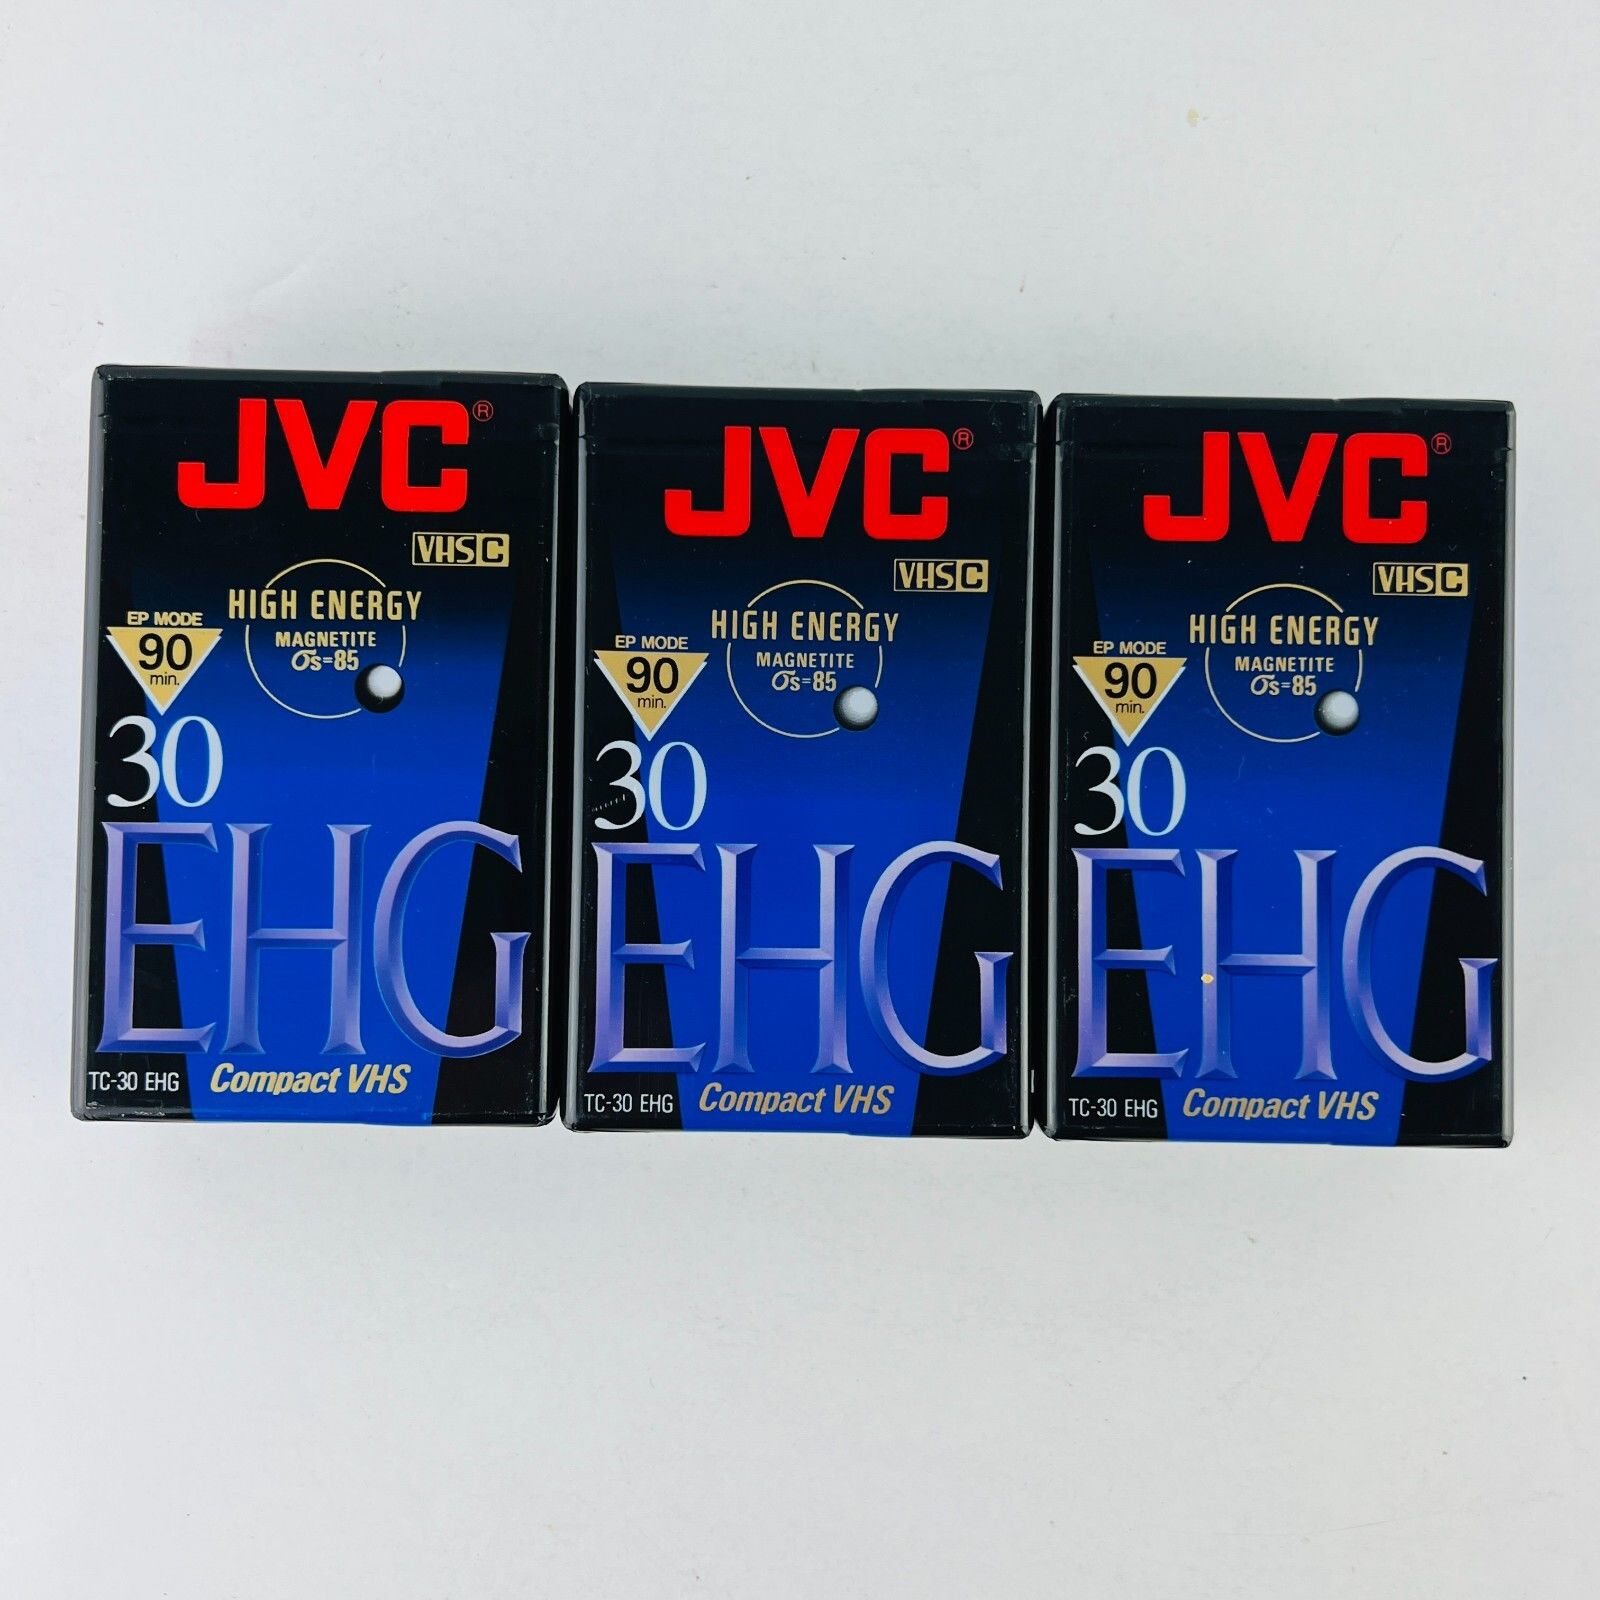 JVC®
VHS C
HIGH ENERGY
MAGNETITE
σs=85
EP MODE
90
min.
30
EHG
TC-30 EHG Compact VHS
JVC®
VHS C
HIGH ENERGY
MAGNETITE
σs=85
EP MODE
90
min.
30
EHG
TC-30 EHG Compact VHS
JVC®
VHS C
HIGH ENERGY
MAGNETITE
σs=85
EP MODE
90
min.
30
EHG
TC-30 EHG Compact VHS